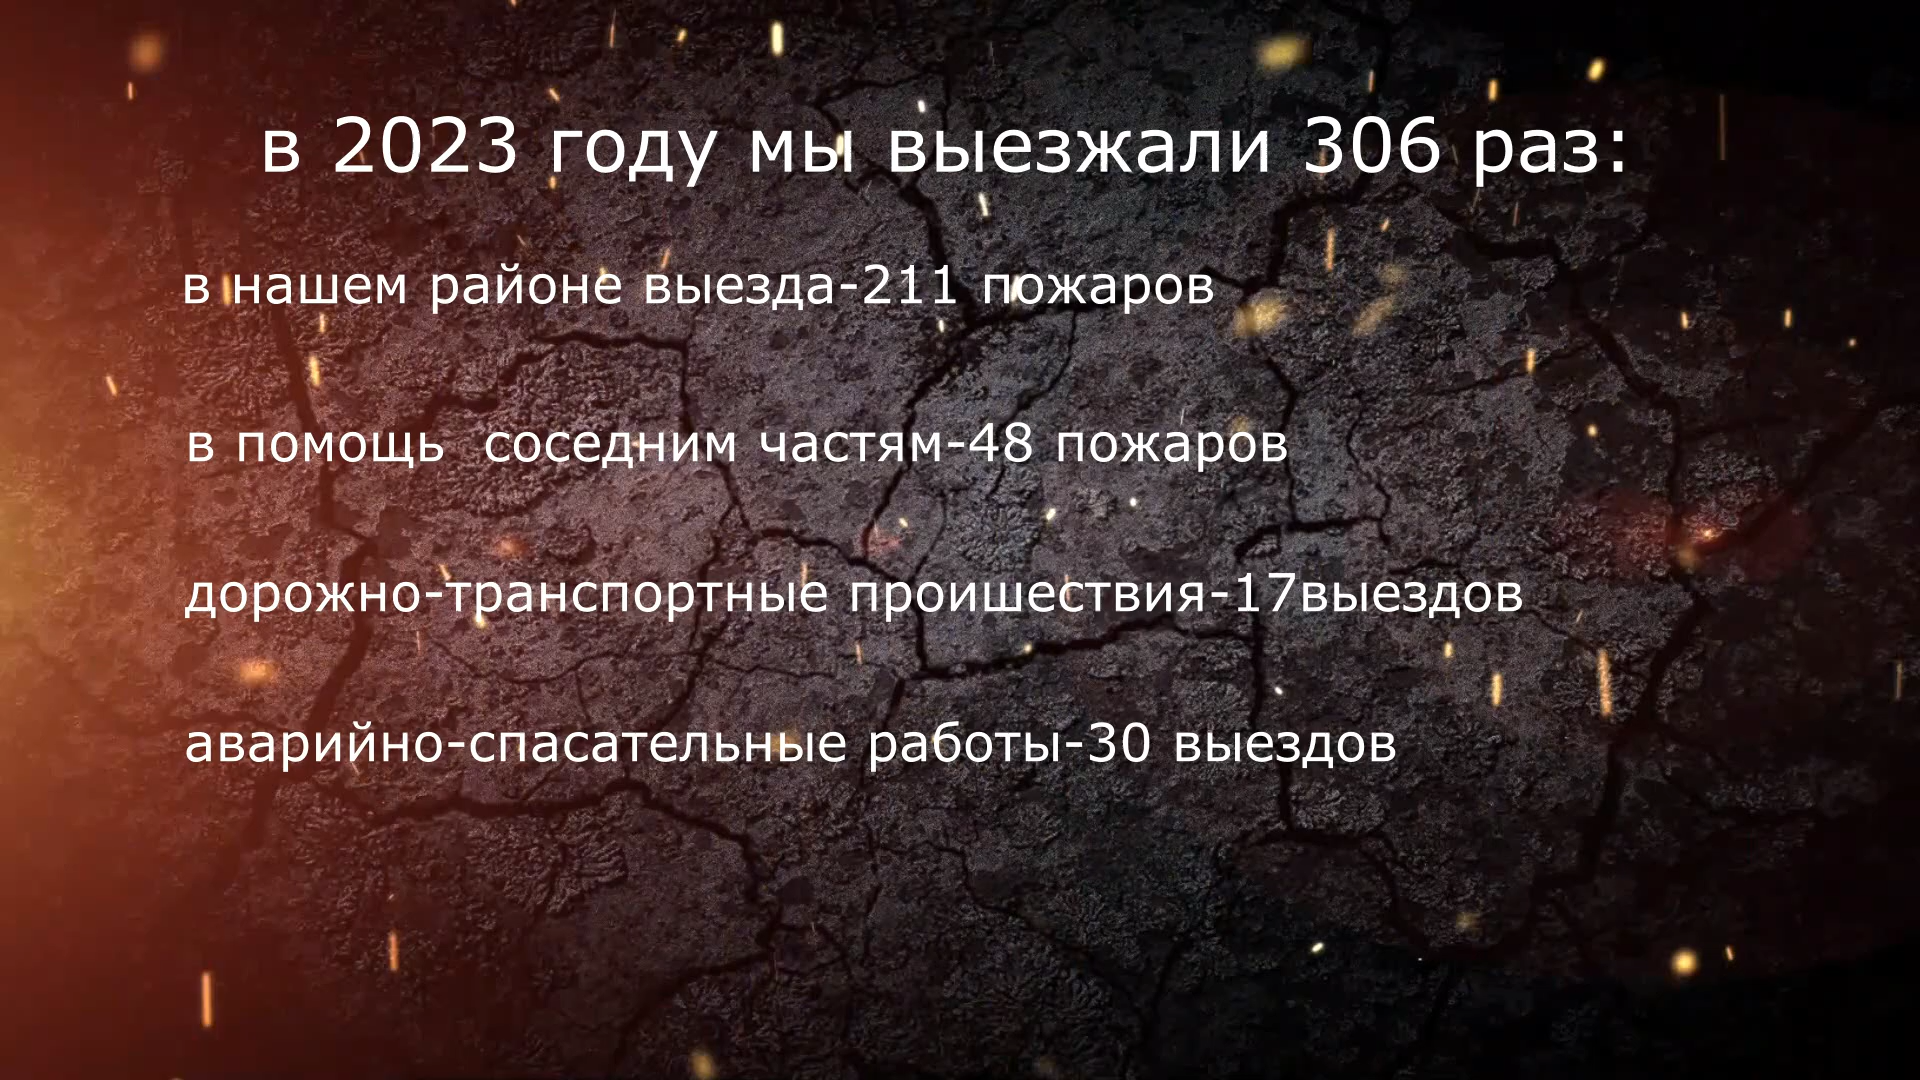 в 2023 году мы выезжали 306 раз:
в нашем районе выезда-211 пожаров
в помощь  соседним частям-48 пожаров
дорожно-транспортные проишествия-17выездов
аварийно-спасательные работы-30 выездов